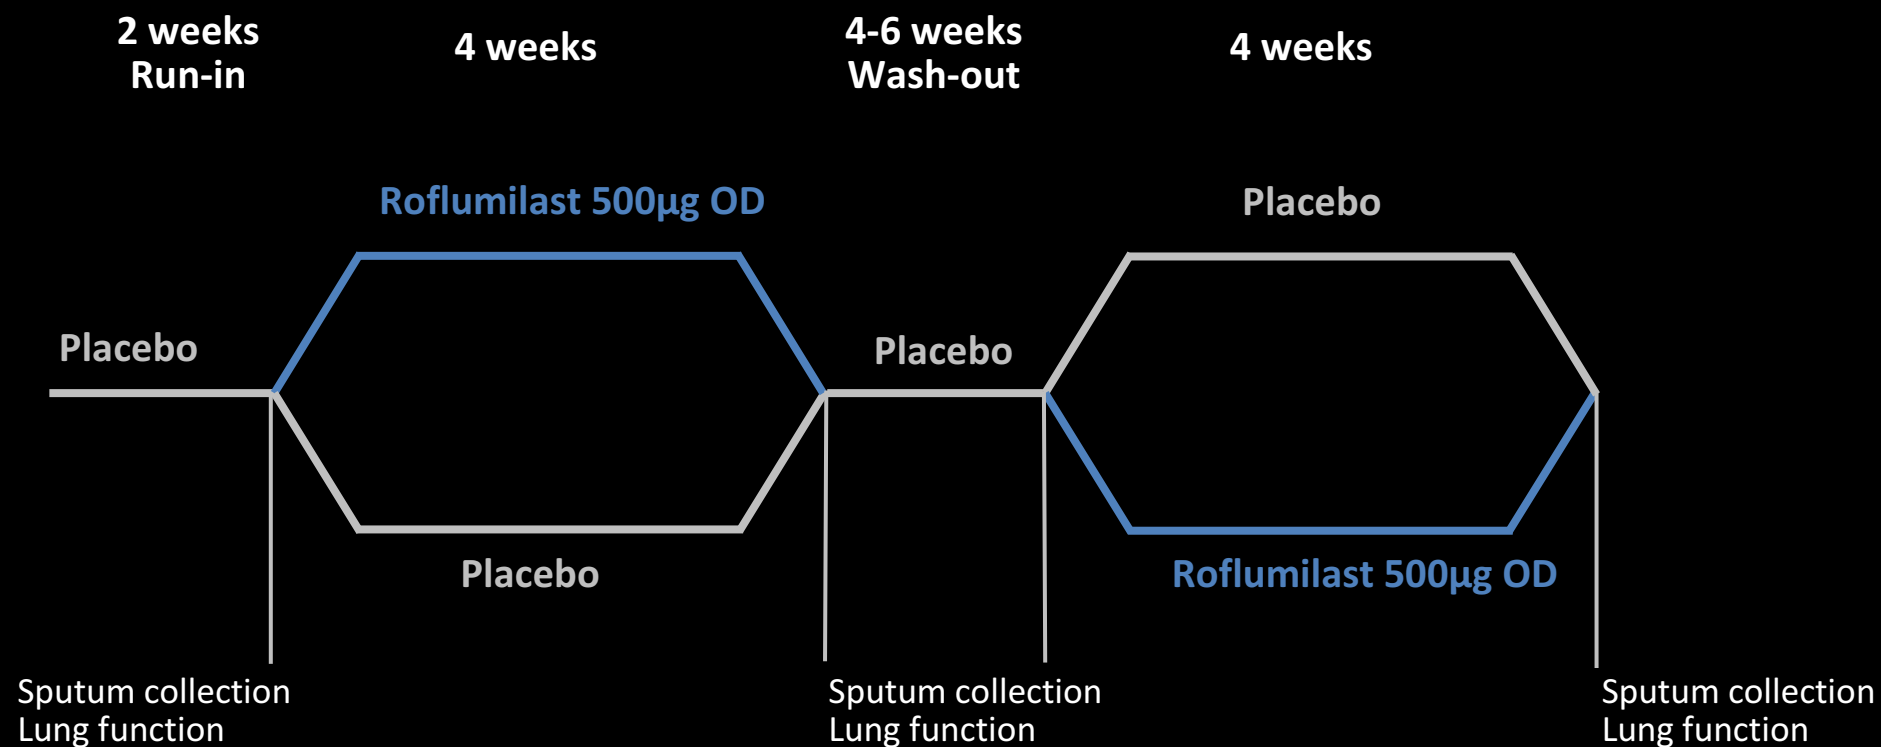 2 weeks
Run-in
4 weeks
4-6 weeks
Wash-out
4 weeks
Roflumilast 500µg OD
Placebo
Placebo
Placebo
Placebo
Roflumilast 500µg OD
Sputum collection
Lung function
Sputum collection
Lung function
Sputum collection
Lung function